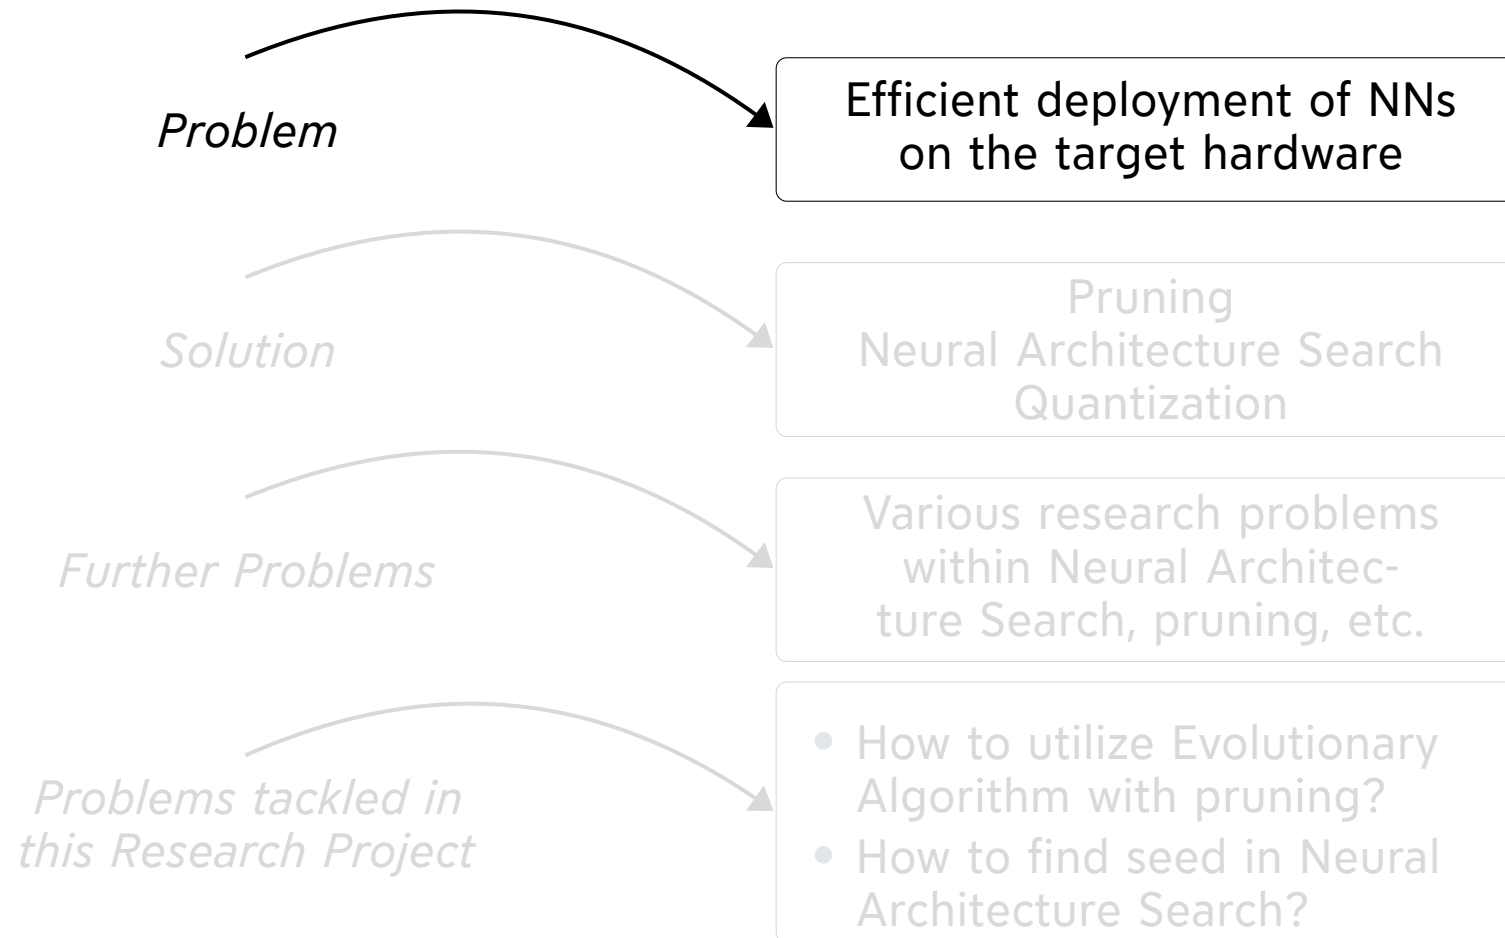 Problem
Efficient deployment of NNs
on the target hardware
Solution
Pruning
Neural Architecture Search
Quantization
Further Problems
Various research problems
within Neural Architec-
ture Search, pruning, etc.
Problems tackled in
this Research Project
• How to utilize Evolutionary
Algorithm with pruning?
• How to find seed in Neural
Architecture Search?